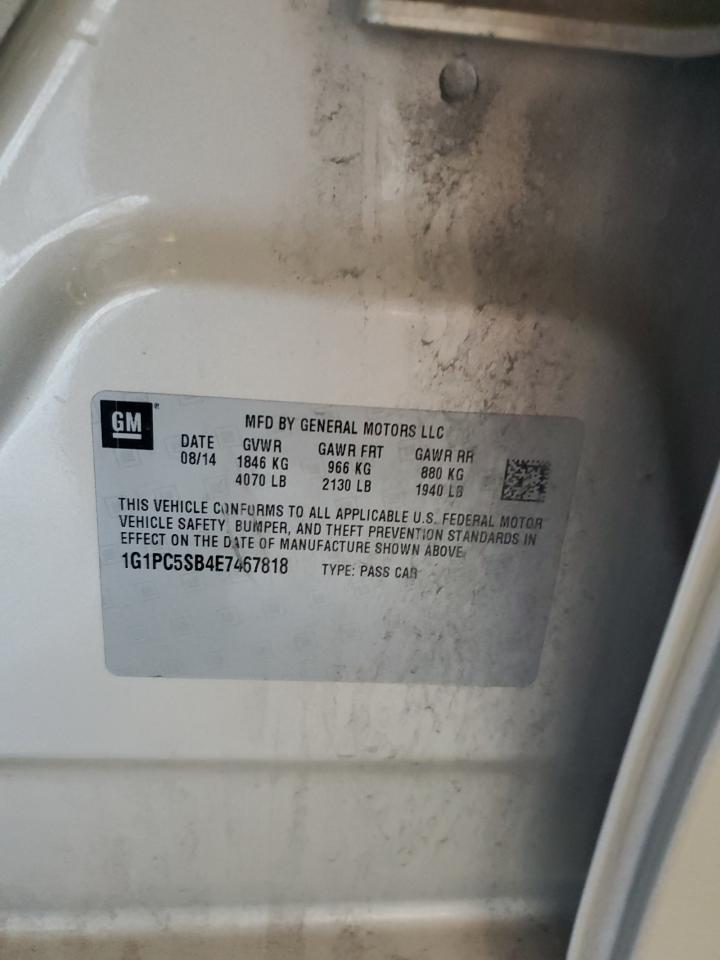 GM ®
MFD BY GENERAL MOTORS LLC
DATE GVWR GAWR FRT GAWR RR
08/14 1846 KG 966 KG 880 KG
4070 LB 2130 LB 1940 LB
THIS VEHICLE CONFORMS TO ALL APPLICABLE U.S. FEDERAL MOTOR
VEHICLE SAFETY, BUMPER, AND THEFT PREVENTION STANDARDS IN
EFFECT ON THE DATE OF MANUFACTURE SHOWN ABOVE.
1G1PC5SB4E7467818 TYPE: PASS CAR